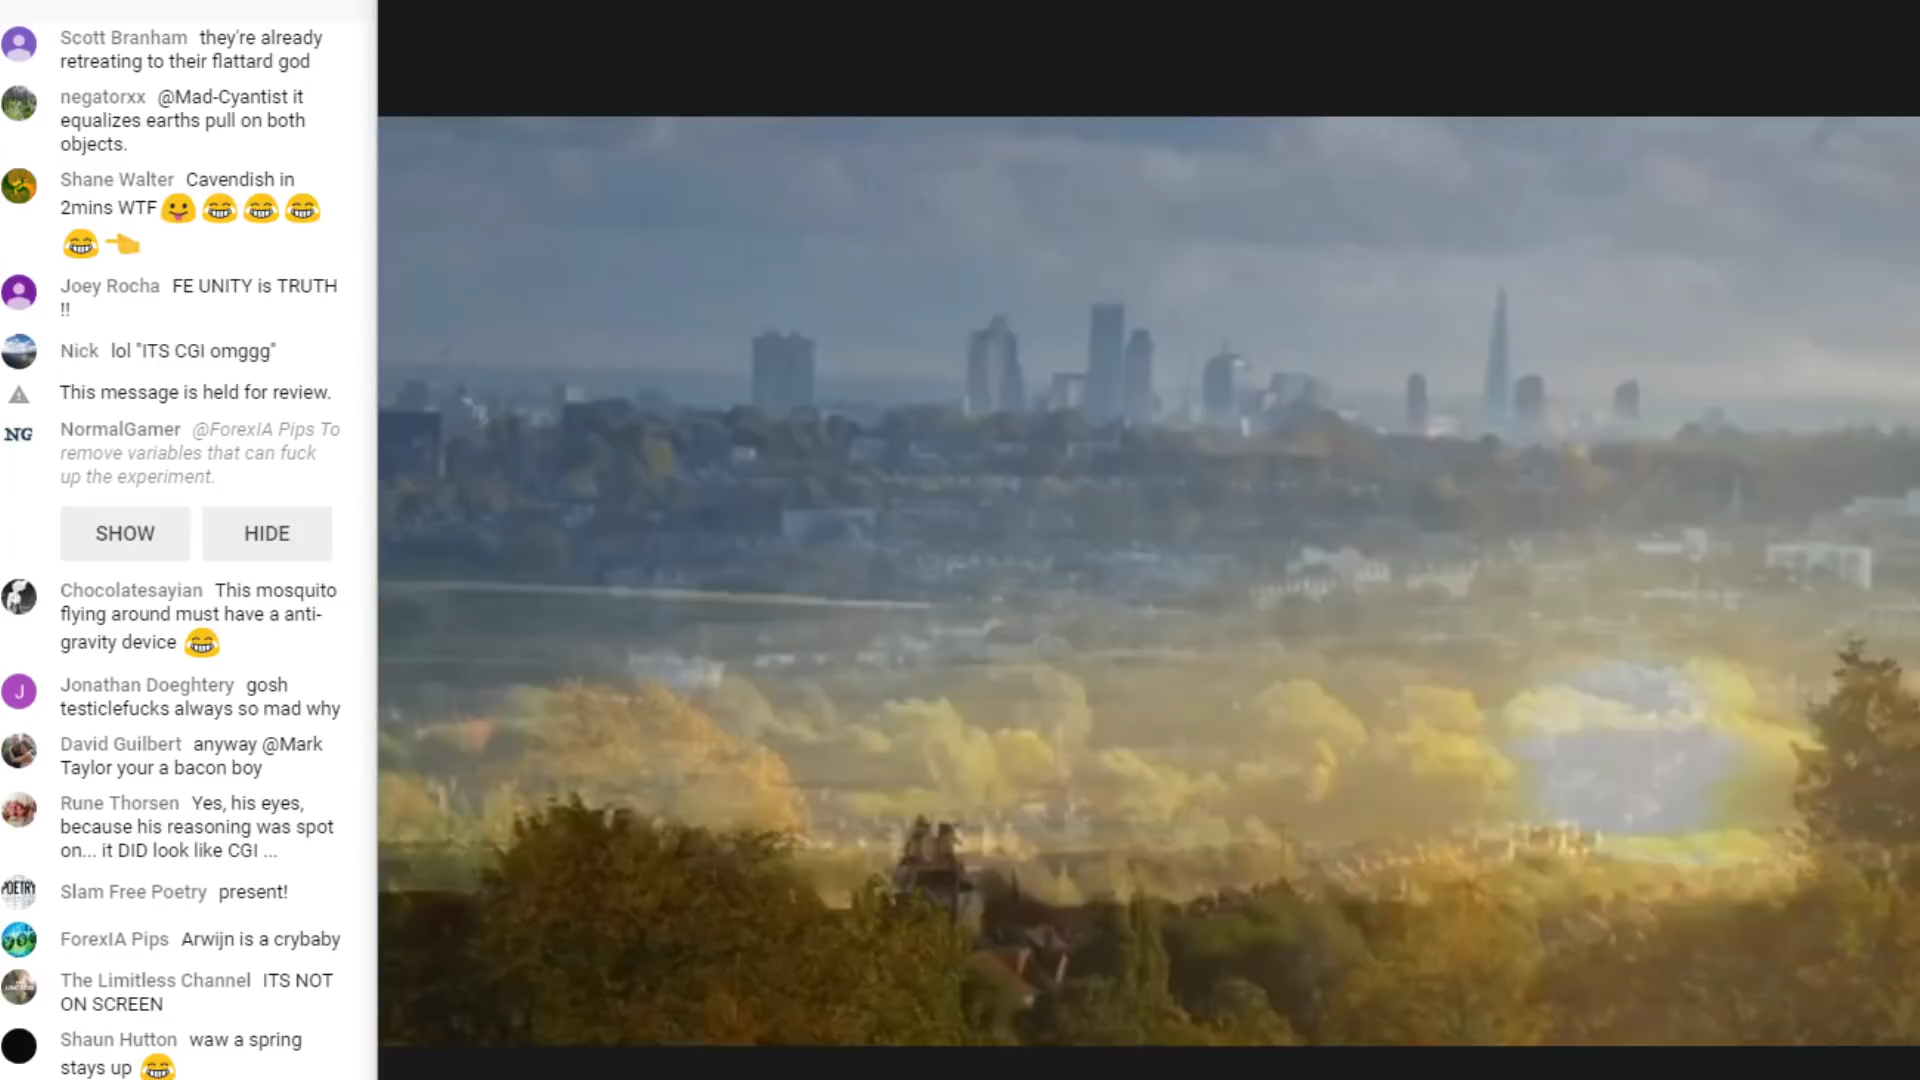 Scott Branham they're already
retreating to their flattard god
negatorxx @Mad-Cyantist it
equalizes earths pull on both
objects.
Shane Walter Cavendish in
2mins WTF
Joey Rocha FE UNITY is TRUTH
!!
Nick lol "ITS CGI omggg"
This message is held for review.
NG NormalGamer @ForexIA Pips To
remove variables that can fuck
up the experiment.
SHOW HIDE
Chocolatesayian This mosquito
flying around must have a anti-
gravity device
J Jonathan Doeghtery gosh
testiclefucks always so mad why
David Guilbert anyway @Mark
Taylor your a bacon boy
Rune Thorsen Yes, his eyes,
because his reasoning was spot
on... it DID look like CGI ...
POETRY Slam Free Poetry present!
ForexIA Pips Arwijn is a crybaby
The Limitless Channel ITS NOT
ON SCREEN
Shaun Hutton waw a spring
stays up